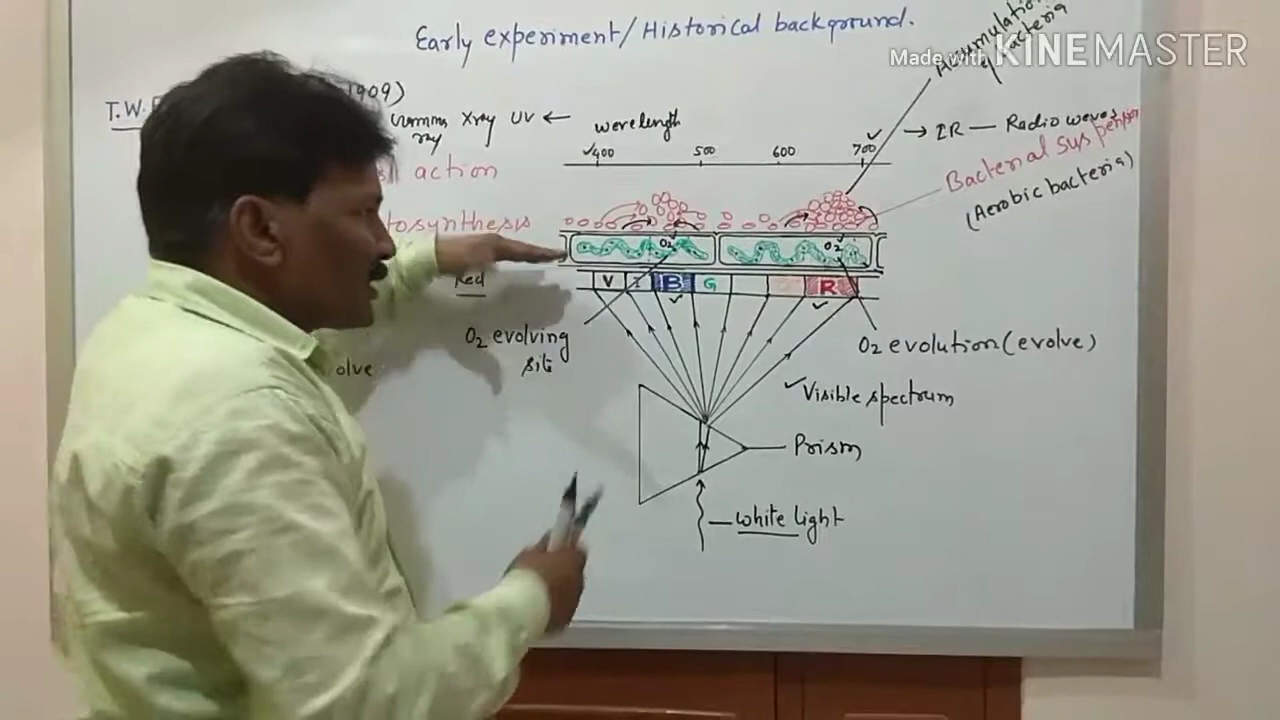 Early experiment/Historical background.
Made with KINEMASTER
Accumulation
of bacteria
T.W.
1909)
Gamma Xray UV ←
ray
wavelength
→ IR — Radio waves
400 500 600 700
Bacterial suspension
(Aerobic bacteria)
action
tosynthesis
O2 O2
Red
V I B G R
O2 evolving
site
O2 evolution (evolve)
olve
Visible spectrum
Prism
White light